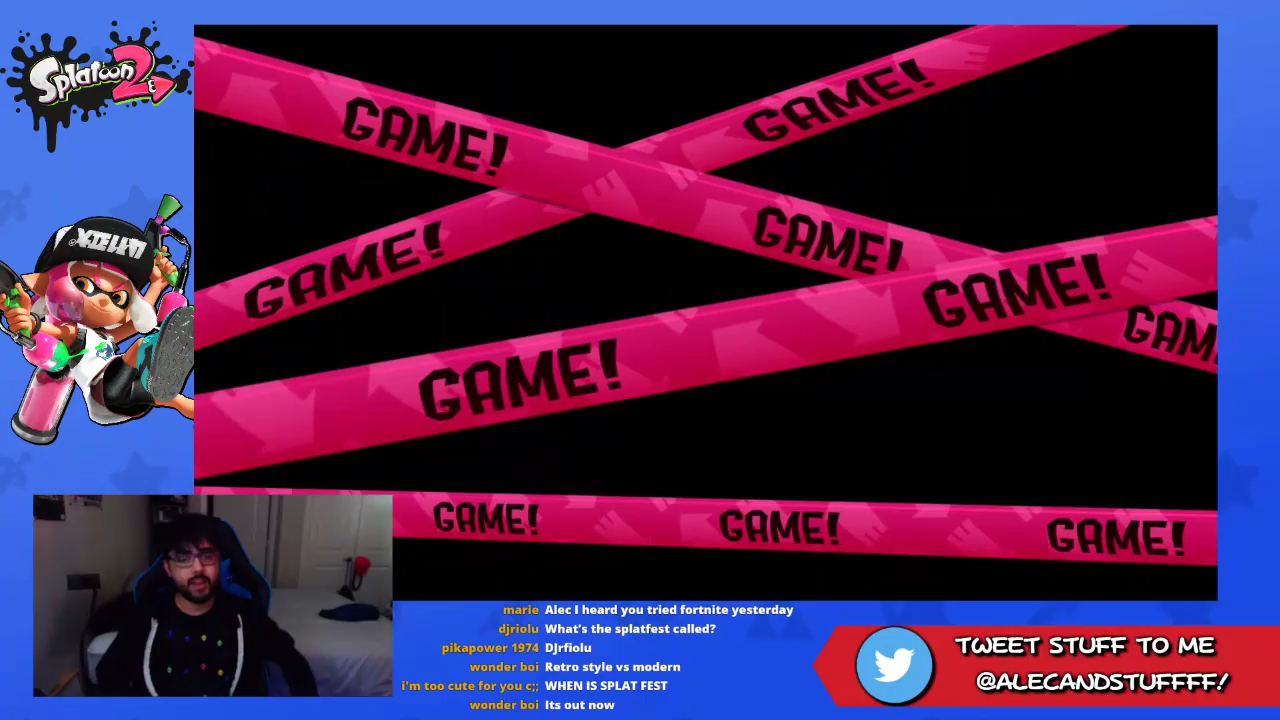 Splatoon 2
GAME!
GAME!
GAME!
GAME!
GAME!
GAME!
GAM
GAME!
GAME!
GAME!
marie Alec I heard you tried fortnite yesterday
djriolu What's the splatfest called?
pikapower 1974 DJrfiolu
wonder boi Retro style vs modern
i'm too cute for you c;; WHEN IS SPLAT FEST
wonder boi Its out now
TWEET STUFF TO ME
@ALECANDSTUFFFF!